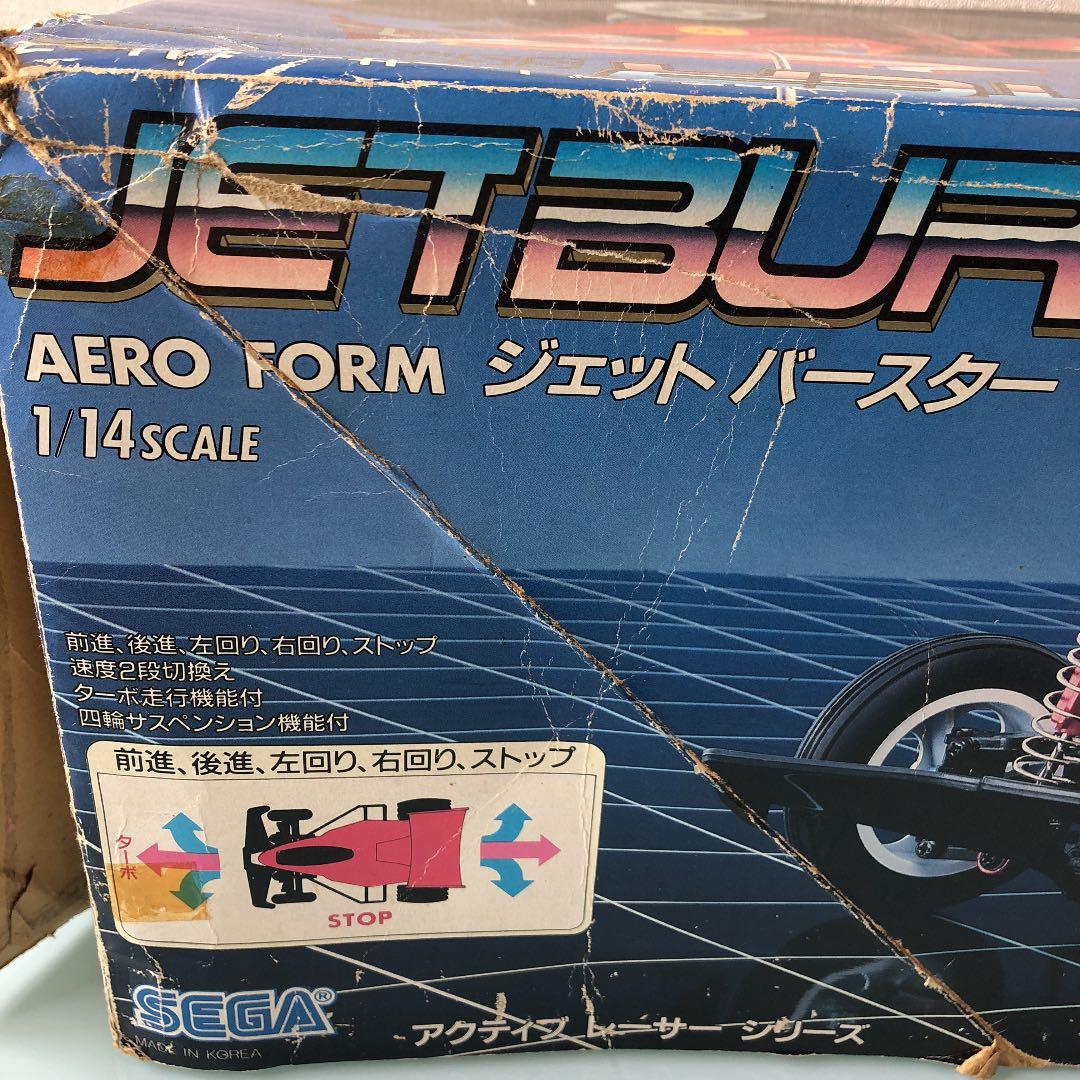 JETBUR
AERO FORM ジェット バースター
1/14 SCALE
前進、後進、左回り、右回り、ストップ
速度2段切換え
ターボ走行機能付
四輪サスペンション機能付
前進、後進、左回り、右回り、ストップ
ターボ
STOP
SEGA®
MADE IN KOREA
アクティブ レーサー シリーズ